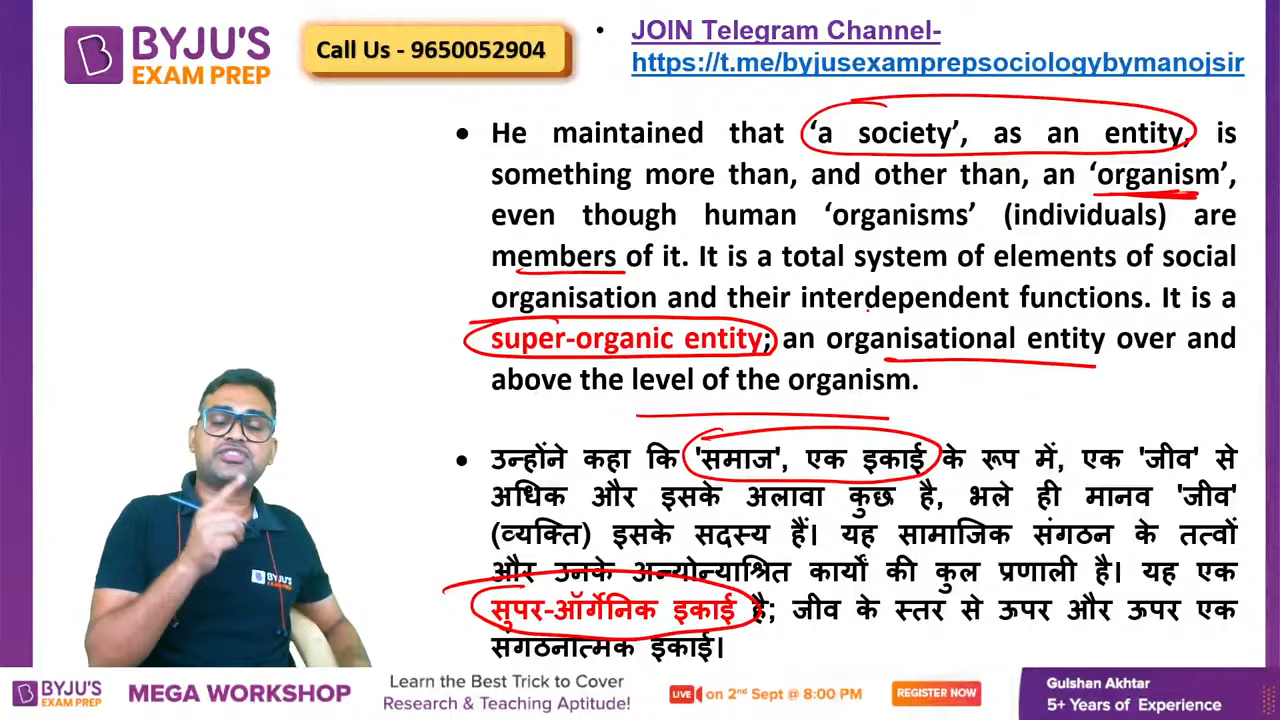 BYJU'S
EXAM PREP
Call Us - 9650052904
• JOIN Telegram Channel-
https://t.me/byjusexamprepsociologybymanojsir
• He maintained that ‘a society’, as an entity, is
something more than, and other than, an ‘organism’,
even though human ‘organisms’ (individuals) are
members of it. It is a total system of elements of social
organisation and their interdependent functions. It is a
super-organic entity; an organisational entity over and
above the level of the organism.
• उन्होंने कहा कि 'समाज', एक इकाई के रूप में, एक 'जीव' से
अधिक और इसके अलावा कुछ है, भले ही मानव 'जीव'
(व्यक्ति) इसके सदस्य हैं। यह सामाजिक संगठन के तत्वों
और उनके अन्योन्याश्रित कार्यों की कुल प्रणाली है। यह एक
सुपर-ऑर्गेनिक इकाई है; जीव के स्तर से ऊपर और ऊपर एक
संगठनात्मक इकाई।
BYJU'S
EXAM PREP
BYJU'S
EXAM PREP
MEGA WORKSHOP
Learn the Best Trick to Cover
Research & Teaching Aptitude!
LIVE on 2nd Sept @ 8:00 PM
REGISTER NOW
Gulshan Akhtar
5+ Years of Experience